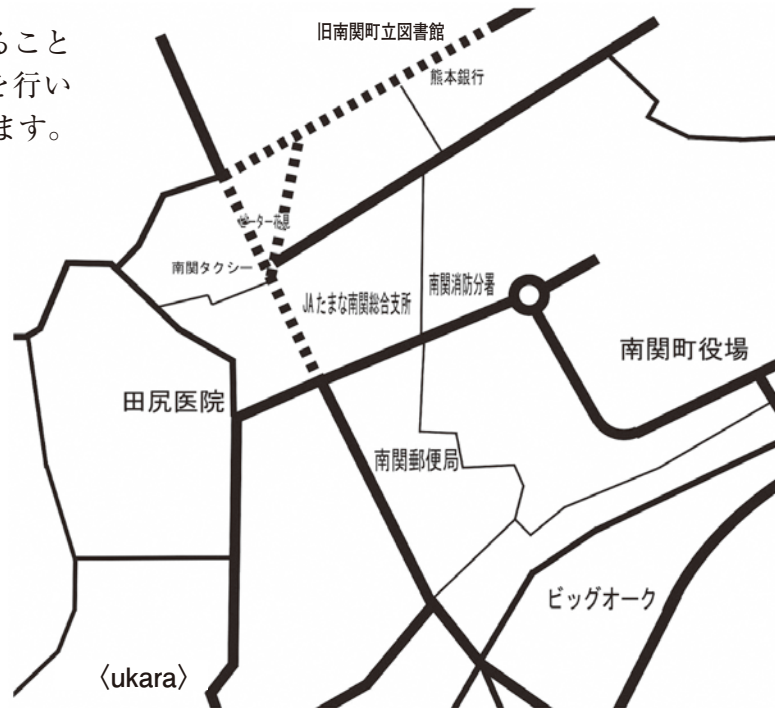 ること
を行い
ます。
旧南関町立図書館
熊本銀行
南関タクシー
JAたまな南関総合支所
南関消防分署
南関町役場
田尻医院
南関郵便局
ビッグオーク
〈ukara〉